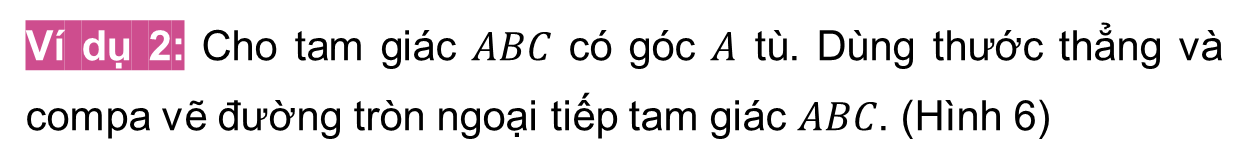 Ví dụ 2: Cho tam giác ABC có góc A tù. Dùng thước thẳng và
compa vẽ đường tròn ngoại tiếp tam giác ABC. (Hình 6)